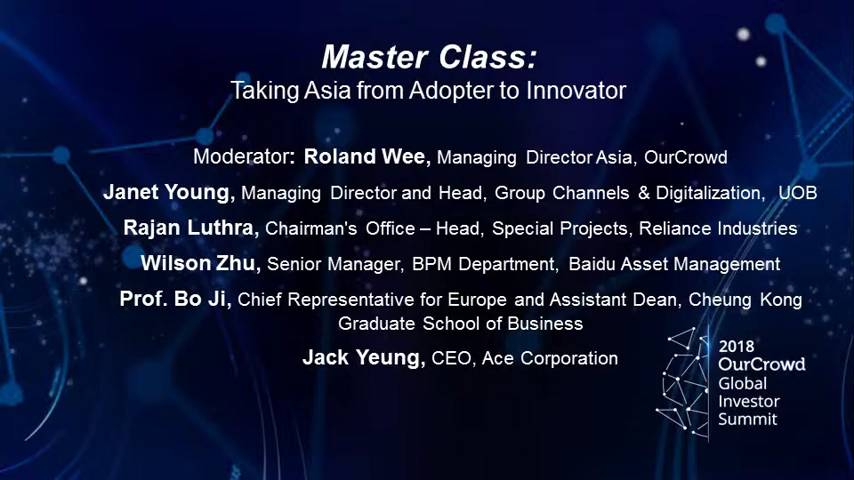 Master Class:
Taking Asia from Adopter to Innovator
Moderator: Roland Wee, Managing Director Asia, OurCrowd
Janet Young, Managing Director and Head, Group Channels & Digitalization, UOB
Rajan Luthra, Chairman's Office – Head, Special Projects, Reliance Industries
Wilson Zhu, Senior Manager, BPM Department, Baidu Asset Management
Prof. Bo Ji, Chief Representative for Europe and Assistant Dean, Cheung Kong
Graduate School of Business
Jack Yeung, CEO, Ace Corporation
2018
OurCrowd
Global
Investor
Summit